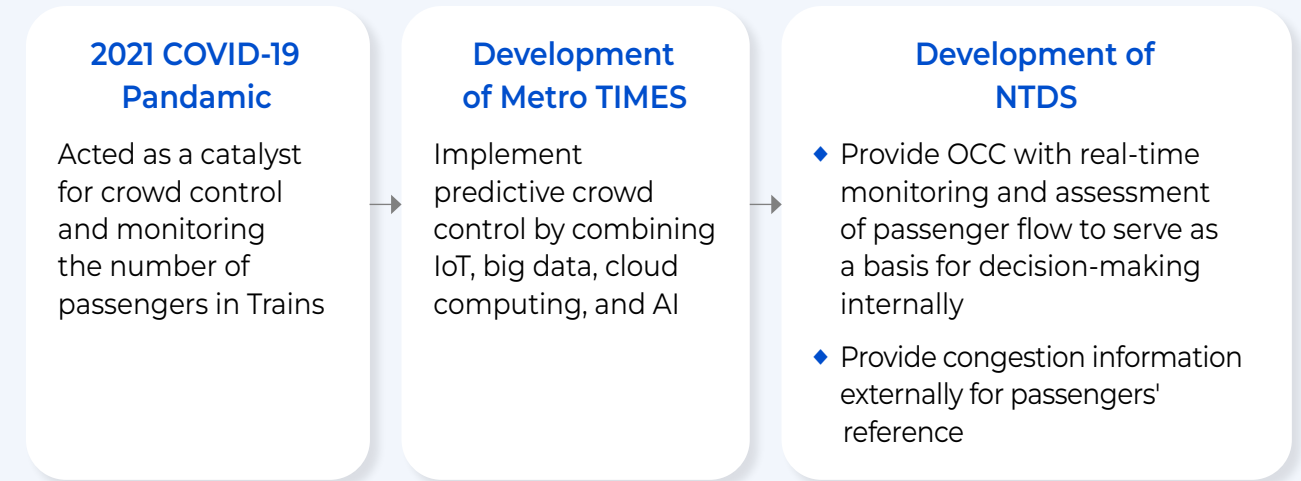 2021 COVID-19
Pandamic
Acted as a catalyst
for crowd control
and monitoring
the number of
passengers in Trains
Development
of Metro TIMES
Implement
predictive crowd
control by combining
IoT, big data, cloud
computing, and AI
Development of
NTDS
◆ Provide OCC with real-time
monitoring and assessment
of passenger flow to serve as
a basis for decision-making
internally
◆ Provide congestion information
externally for passengers'
reference